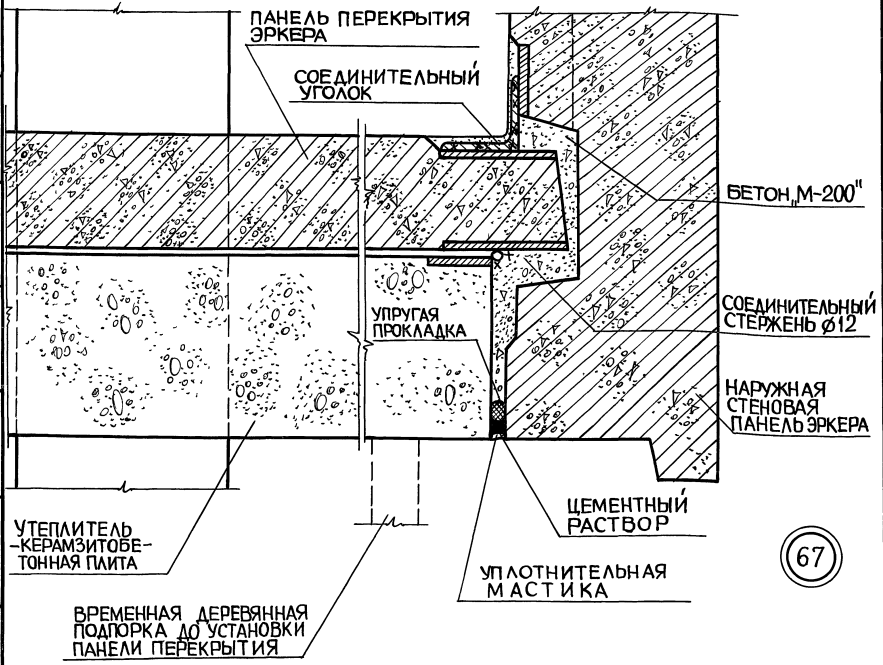 ПАНЕЛЬ ПЕРЕКРЫТИЯ
ЭРКЕРА
СОЕДИНИТЕЛЬНЫЙ
УГОЛОК
БЕТОН „М-200"
УПРУГАЯ
ПРОКЛАДКА
СОЕДИНИТЕЛЬНЫЙ
СТЕРЖЕНЬ Ø12
НАРУЖНАЯ
СТЕНОВАЯ
ПАНЕЛЬ ЭРКЕРА
ЦЕМЕНТНЫЙ
РАСТВОР
УТЕПЛИТЕЛЬ
-КЕРАМЗИТОБЕ-
ТОННАЯ ПЛИТА
67
УПЛОТНИТЕЛЬНАЯ
МАСТИКА
ВРЕМЕННАЯ ДЕРЕВЯННАЯ
ПОДПОРКА ДО УСТАНОВКИ
ПАНЕЛИ ПЕРЕКРЫТИЯ